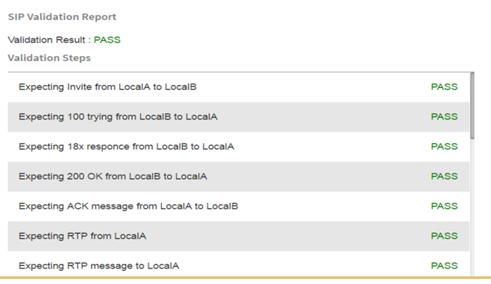 SIP Validation Report
Validation Result : PASS
Validation Steps
Expecting Invite from LocalA to LocalB PASS
Expecting 100 trying from LocalB to LocalA PASS
Expecting 18x responce from LocalB to LocalA PASS
Expecting 200 OK from LocalB to LocalA PASS
Expecting ACK message from LocalA to LocalB PASS
Expecting RTP from LocalA PASS
Expecting RTP message to LocalA PASS